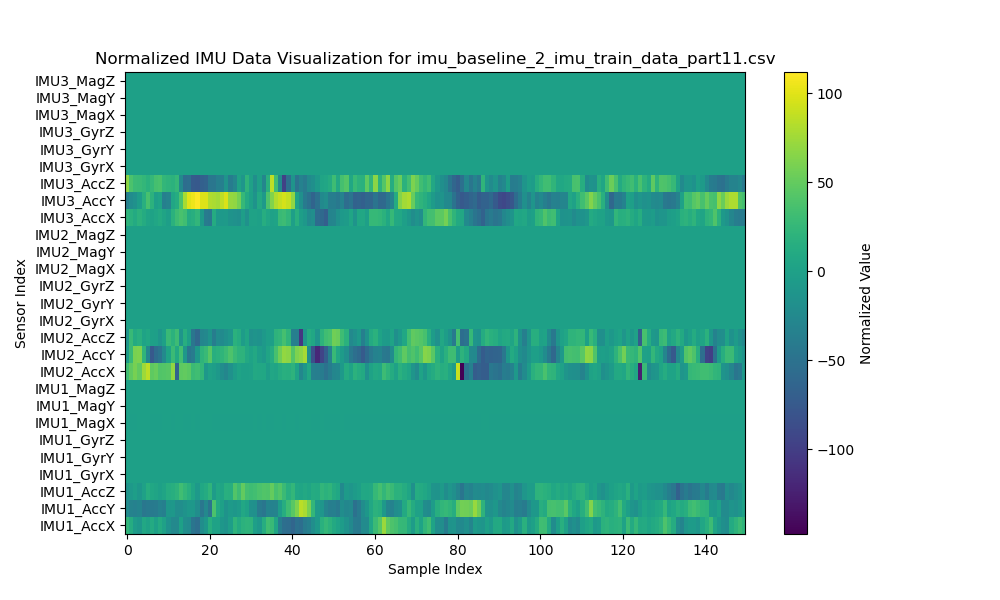 Normalized IMU Data Visualization for imu_baseline_2_imu_train_data_part11.csv
IMU3_MagZ
IMU3_MagY
IMU3_MagX
IMU3_GyrZ
IMU3_GyrY
IMU3_GyrX
IMU3_AccZ
IMU3_AccY
IMU3_AccX
IMU2_MagZ
IMU2_MagY
IMU2_MagX
IMU2_GyrZ
IMU2_GyrY
IMU2_GyrX
IMU2_AccZ
IMU2_AccY
IMU2_AccX
IMU1_MagZ
IMU1_MagY
IMU1_MagX
IMU1_GyrZ
IMU1_GyrY
IMU1_GyrX
IMU1_AccZ
IMU1_AccY
IMU1_AccX
Sensor Index
0 20 40 60 80 100 120 140
Sample Index
100
50
0
−50
−100
Normalized Value